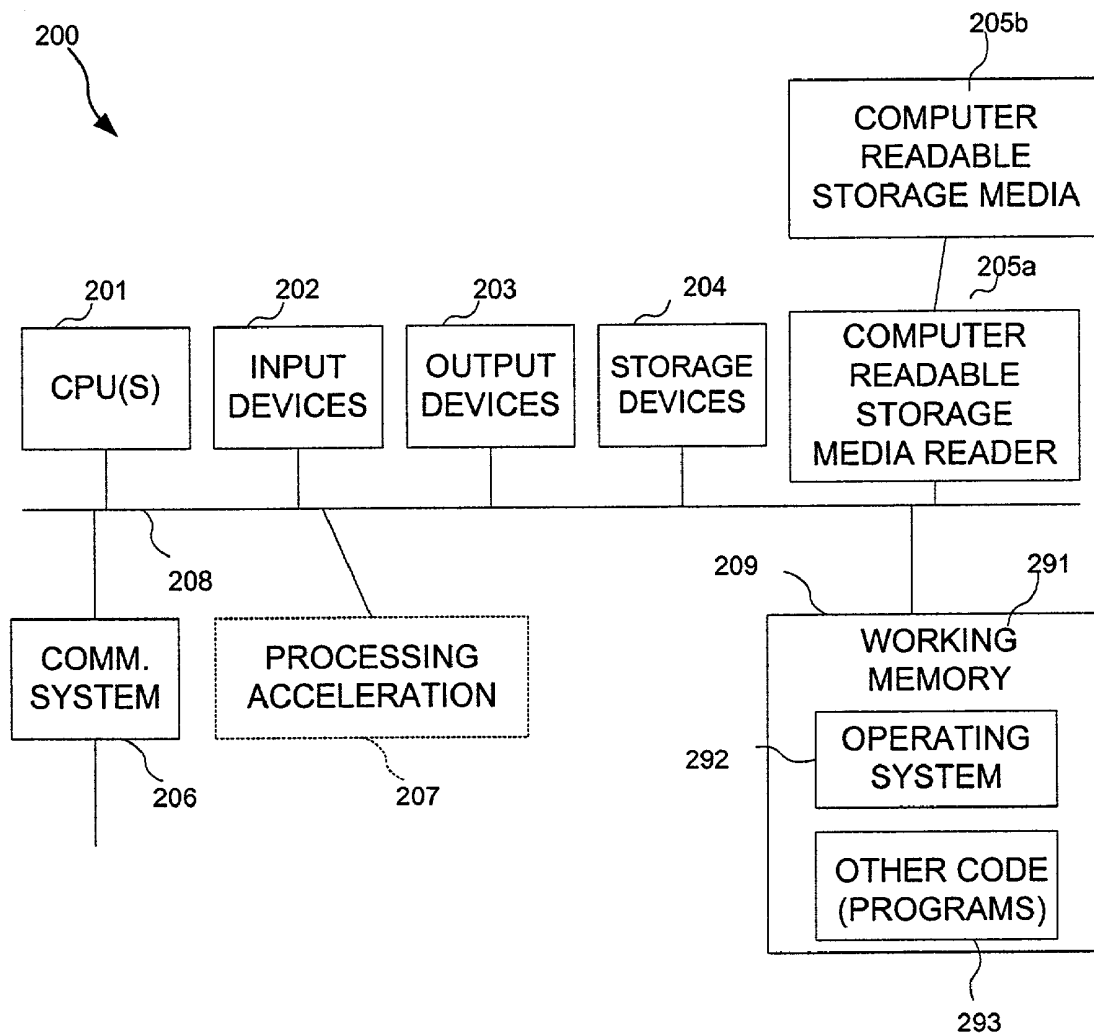 200
205b
COMPUTER
READABLE
STORAGE MEDIA
205a
201
202
203
204
CPU(S)
INPUT
DEVICES
OUTPUT
DEVICES
STORAGE
DEVICES
COMPUTER
READABLE
STORAGE
MEDIA READER
208
209
291
COMM.
SYSTEM
PROCESSING
ACCELERATION
206
207
WORKING
MEMORY
292
OPERATING
SYSTEM
OTHER CODE
(PROGRAMS)
293